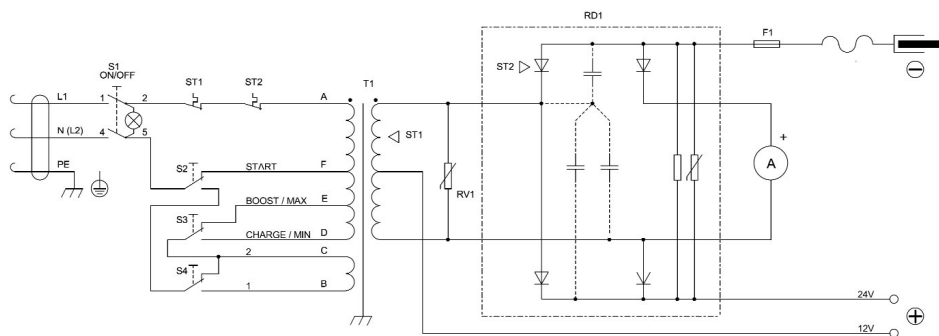 RD1
F1
S1
ON/OFF
ST1
ST2
T1
ST2
L1
1
2
A
N (L2)
4
5
ST1
+
A
PE
S2
START
F
RV1
BOOST / MAX
E
S3
CHARGE / MIN
D
2
C
S4
1
B
24V
12V